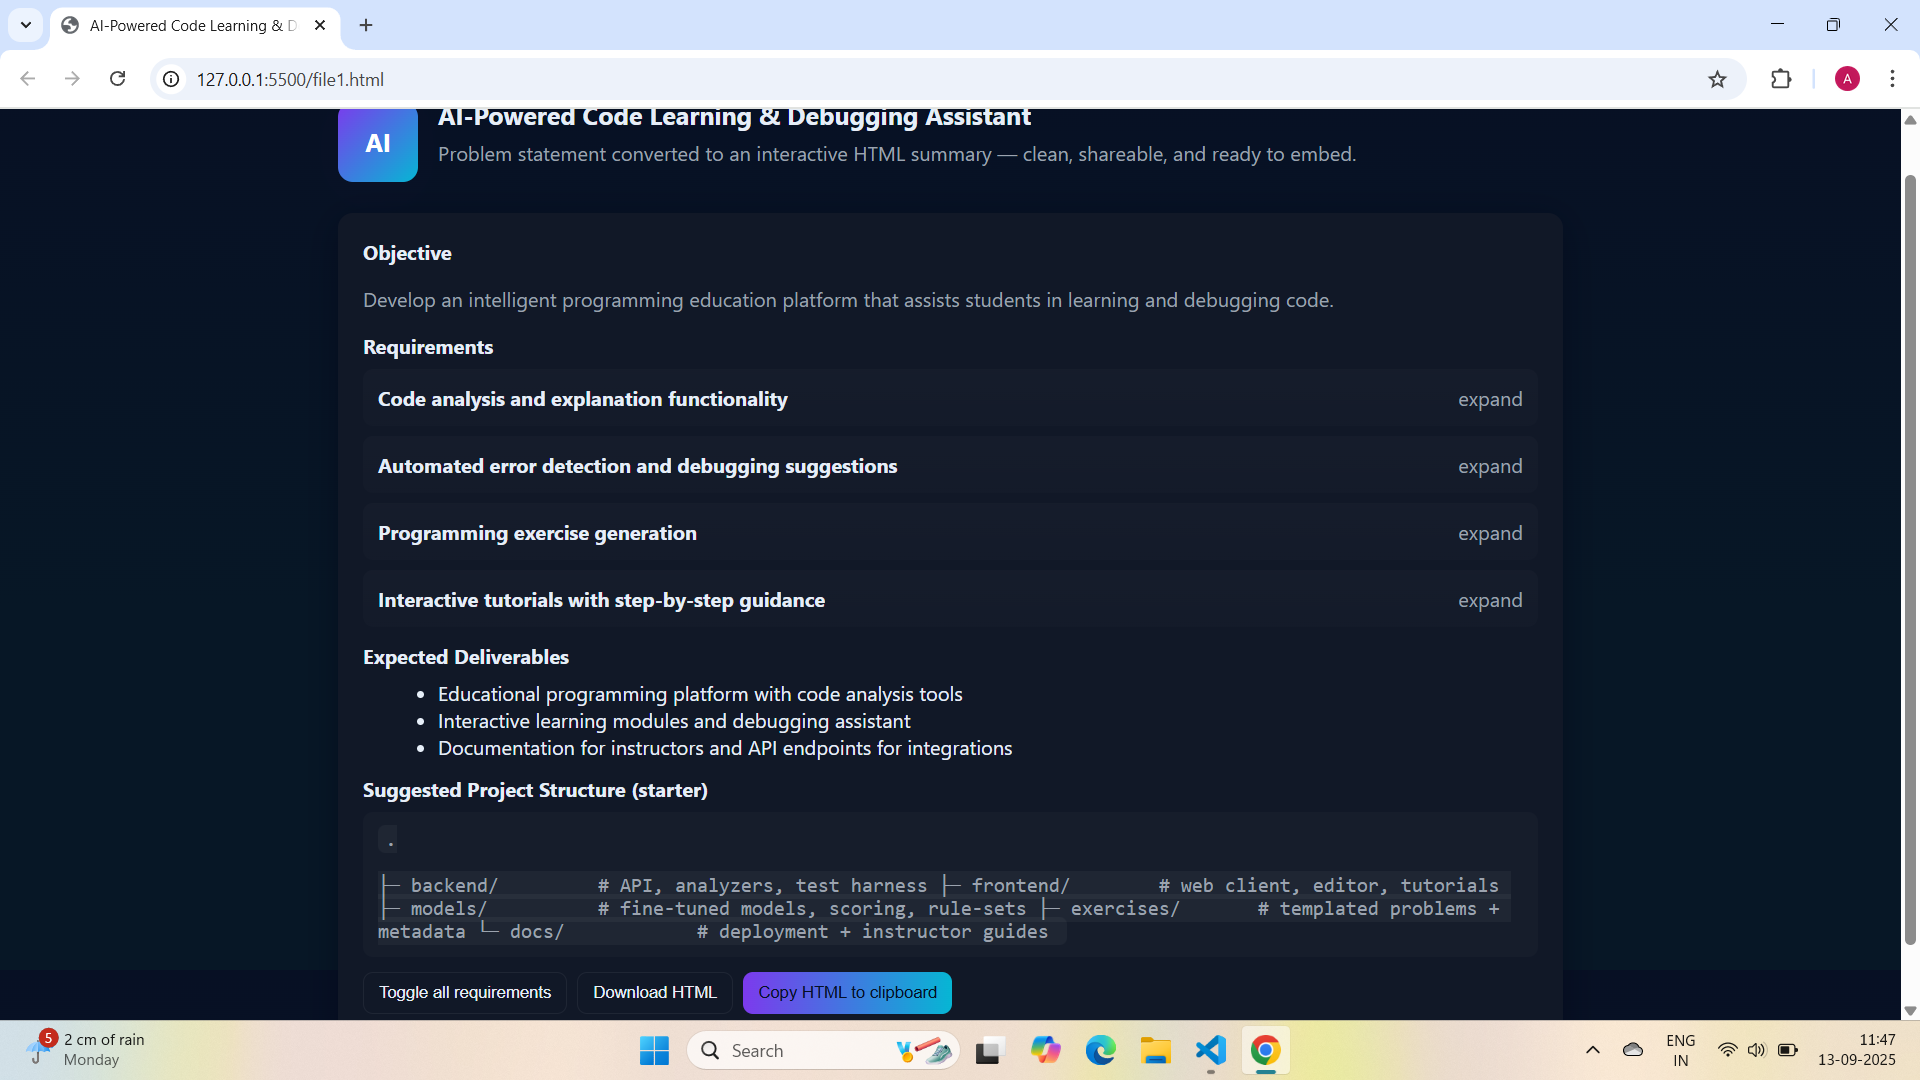 AI-Powered Code Learning & D
127.0.0.1:5500/file1.html
A
AI
AI-Powered Code Learning & Debugging Assistant
Problem statement converted to an interactive HTML summary — clean, shareable, and ready to embed.
Objective
Develop an intelligent programming education platform that assists students in learning and debugging code.
Requirements
Code analysis and explanation functionality expand
Automated error detection and debugging suggestions expand
Programming exercise generation expand
Interactive tutorials with step-by-step guidance expand
Expected Deliverables
• Educational programming platform with code analysis tools
• Interactive learning modules and debugging assistant
• Documentation for instructors and API endpoints for integrations
Suggested Project Structure (starter)
.
├─ backend/ # API, analyzers, test harness ├─ frontend/ # web client, editor, tutorials
├─ models/ # fine-tuned models, scoring, rule-sets ├─ exercises/ # templated problems +
metadata └─ docs/ # deployment + instructor guides
Toggle all requirements Download HTML Copy HTML to clipboard
5 2 cm of rain
Monday
Search
ENG
IN
11:47
13-09-2025